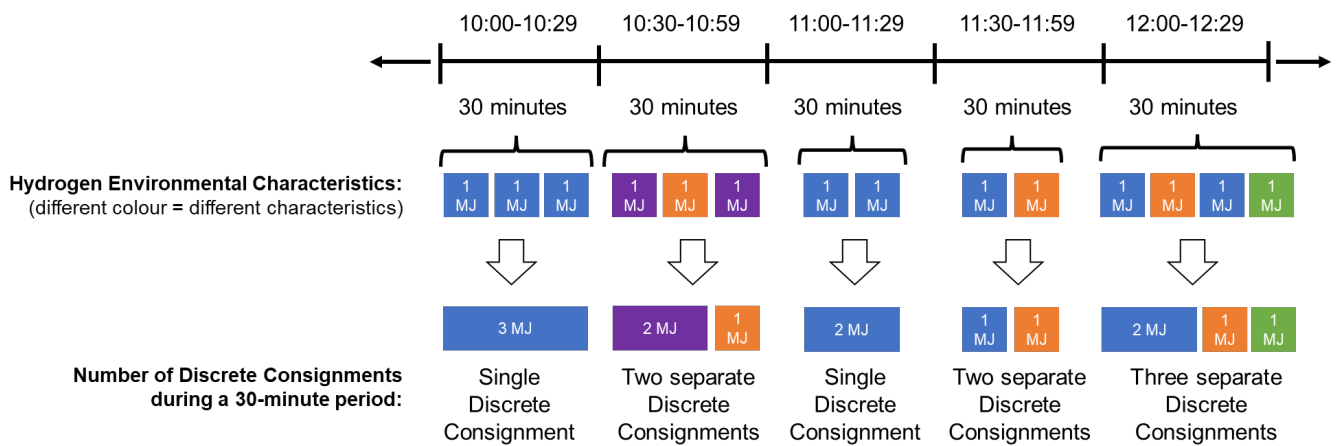 10:00-10:29 10:30-10:59 11:00-11:29 11:30-11:59 12:00-12:29
30 minutes 30 minutes 30 minutes 30 minutes 30 minutes
Hydrogen Environmental Characteristics:
(different colour = different characteristics)
1 1 1 1 1 1 1 1 1 1 1 1 1 1
MJ MJ MJ MJ MJ MJ MJ MJ MJ MJ MJ MJ MJ MJ
3 MJ 2 MJ 1 MJ 2 MJ 1 MJ 1 MJ 2 MJ 1 MJ 1 MJ
Number of Discrete Consignments
during a 30-minute period:
Single
Discrete
Consignment
Two separate
Discrete
Consignments
Single
Discrete
Consignment
Two separate
Discrete
Consignments
Three separate
Discrete
Consignments